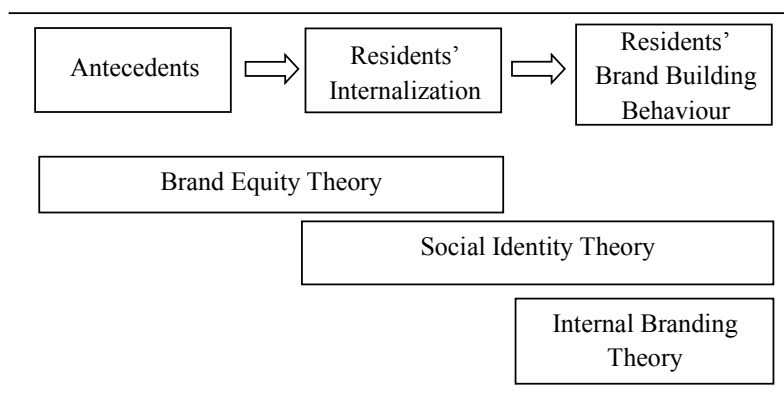 Antecedents
Residents'
Internalization
Residents'
Brand Building
Behaviour
Brand Equity Theory
Social Identity Theory
Internal Branding
Theory